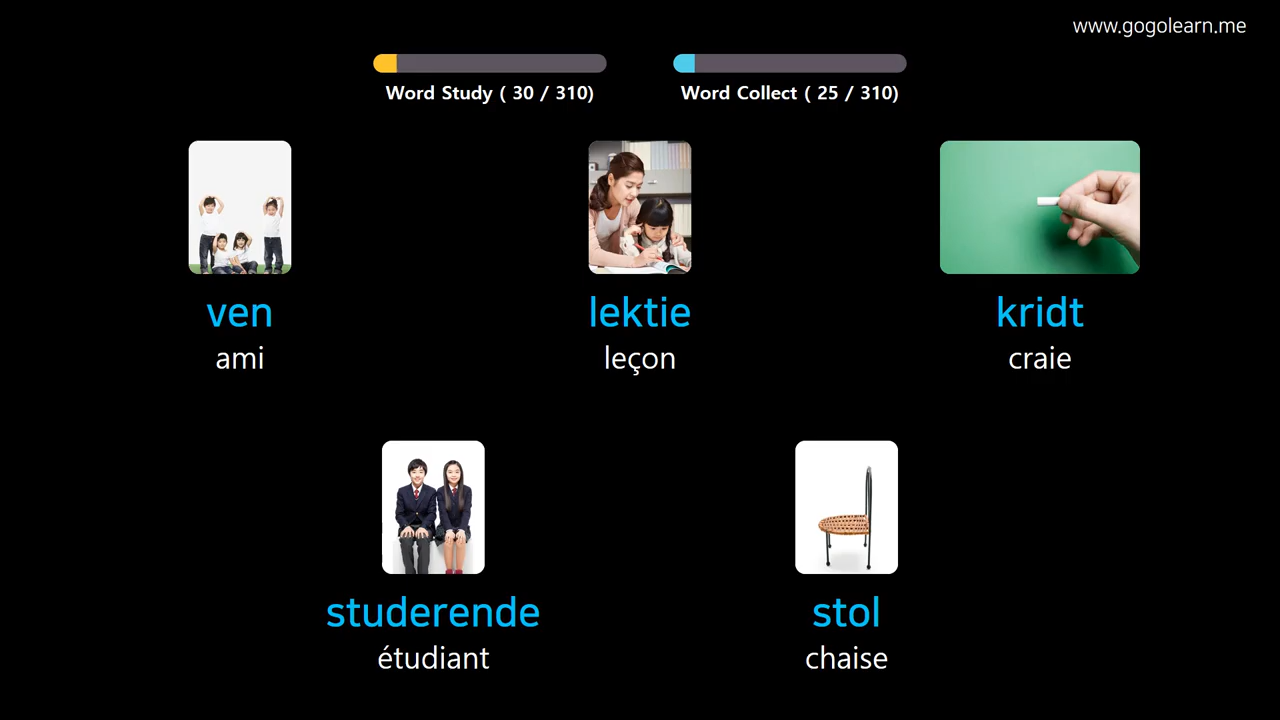 www.gogolearn.me
Word Study ( 30 / 310)
Word Collect ( 25 / 310)
ven
ami
lektie
leçon
kridt
craie
studerende
étudiant
stol
chaise